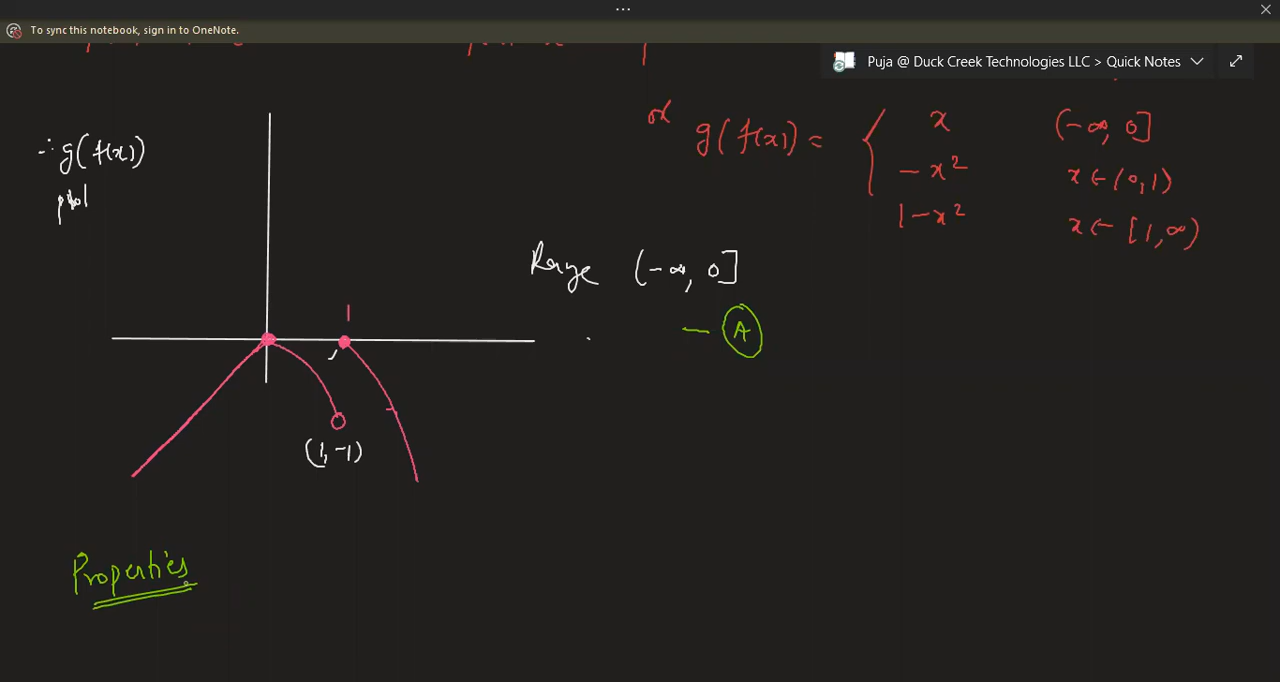 ...
To sync this notebook, sign in to OneNote.
Puja @ Duck Creek Technologies LLC > Quick Notes
g(f(x)) = { x (-∞, 0]
-x² x ∈ (0, 1)
1-x² x ∈ [1, ∞)
∴ g(f(x))
plot
Range (-∞, 0]
— A
1
(1, -1)
Properties